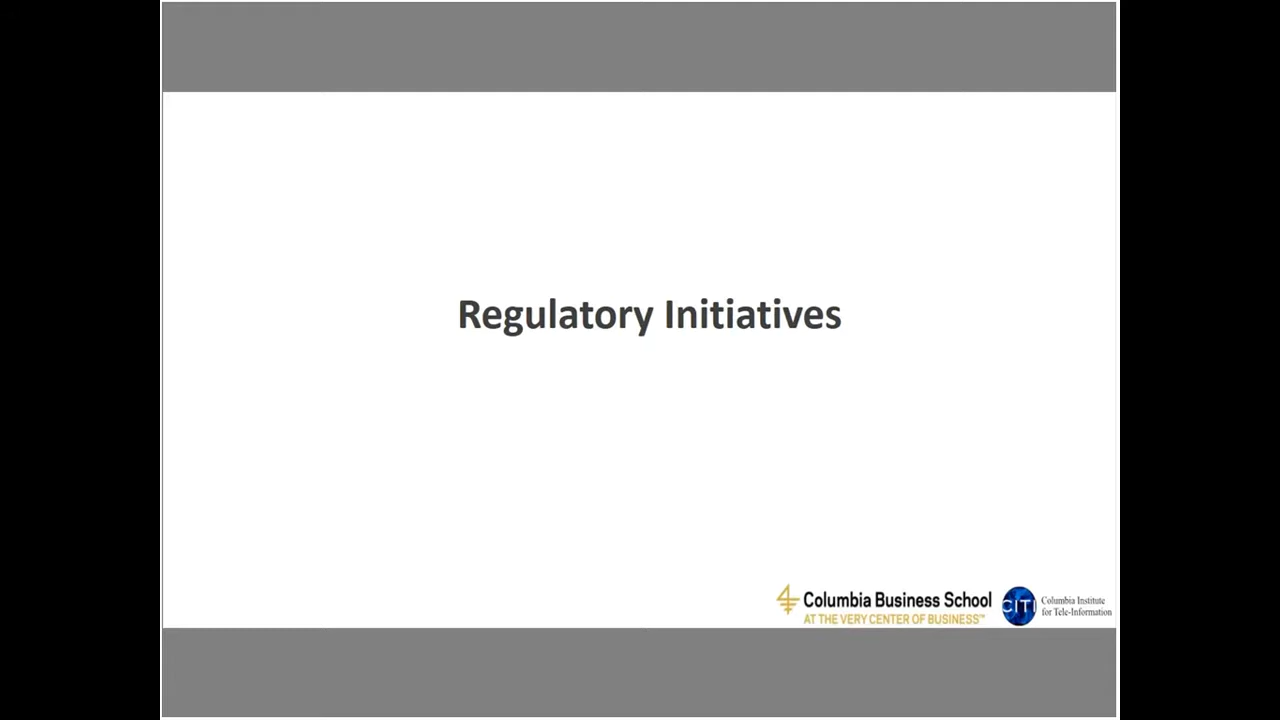 Regulatory Initiatives
Columbia Business School
AT THE VERY CENTER OF BUSINESS™
CITI
Columbia Institute
for Tele-Information